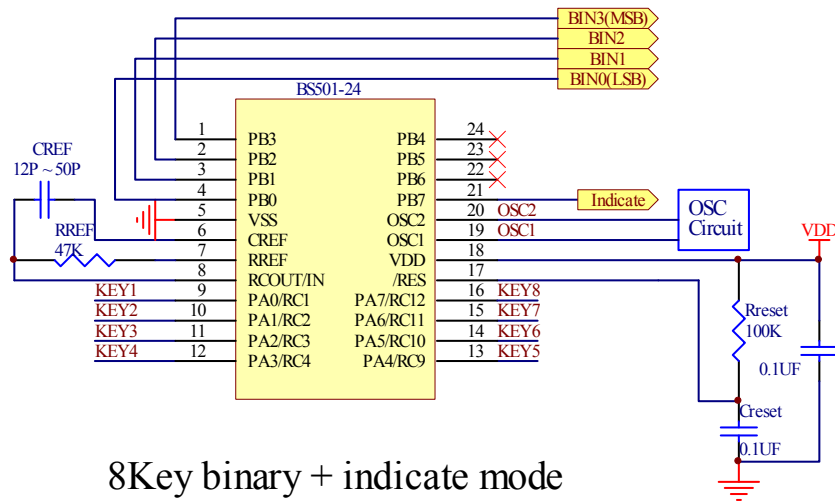 BIN3(MSB)
BIN2
BIN1
BIN0(LSB)
BS501-24
CREF
12P ~ 50P
RREF
47K
1 PB3 PB4 24
2 PB2 PB5 23
3 PB1 PB6 22
4 PB0 PB7 21 Indicate
5 VSS OSC2 20 OSC2
6 CREF OSC1 19 OSC1
7 RREF VDD 18
8 RCOUT/IN /RES 17
KEY1 9 PA0/RC1 PA7/RC12 16 KEY8
KEY2 10 PA1/RC2 PA6/RC11 15 KEY7
KEY3 11 PA2/RC3 PA5/RC10 14 KEY6
KEY4 12 PA3/RC4 PA4/RC9 13 KEY5
OSC
Circuit
VDD
Rreset
100K
0.1UF
Creset
0.1UF
8Key binary + indicate mode